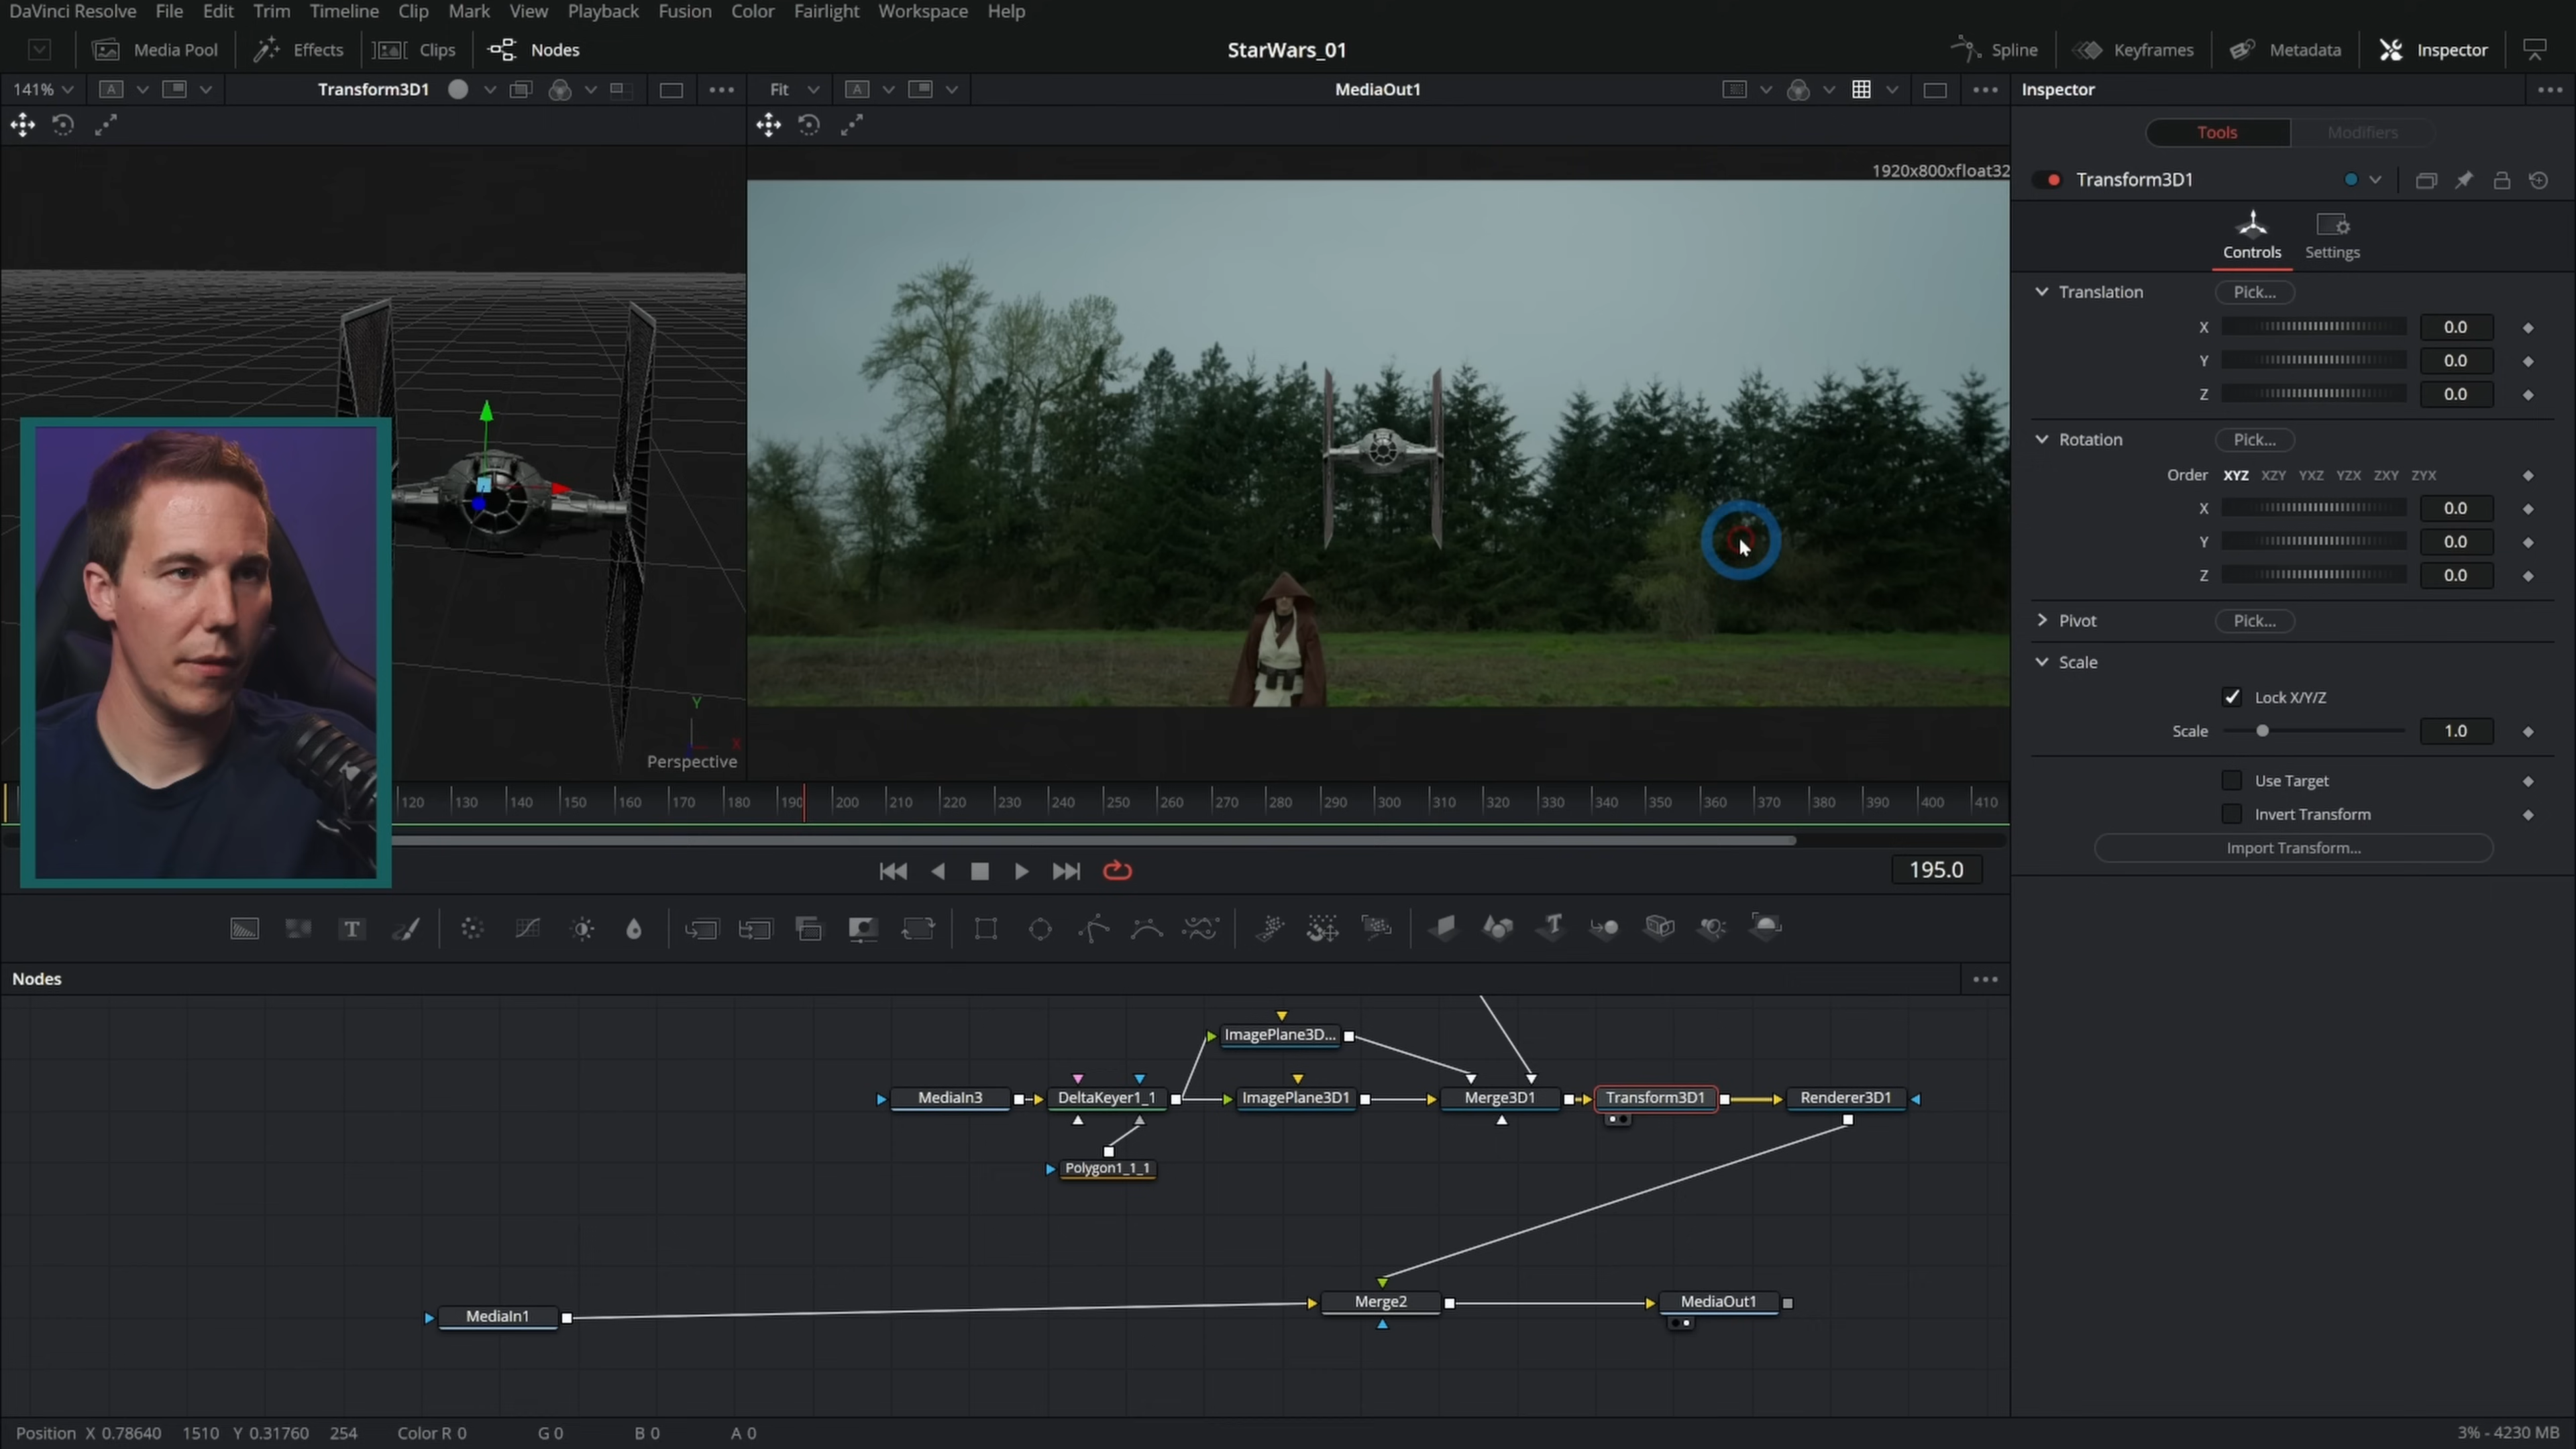 DaVinci Resolve File Edit Trim Timeline Clip Mark View Playback Fusion Color Fairlight Workspace Help
Media Pool Effects Clips Nodes StarWars_01 Spline Keyframes Metadata Inspector
141% A Transform3D1 Fit A MediaOut1 Inspector
Tools Modifiers
1920x800xfloat32
Transform3D1
Controls Settings
Translation Pick...
X 0.0
Y 0.0
Z 0.0
Rotation Pick...
Order XYZ XZY YXZ YZX ZXY ZYX
X 0.0
Y 0.0
Z 0.0
Pivot Pick...
Scale
Lock X/Y/Z
Scale 1.0
Use Target
Invert Transform
Import Transform...
Y
X
Perspective
120 130 140 150 160 170 180 190 200 210 220 230 240 250 260 270 280 290 300 310 320 330 340 350 360 370 380 390 400 410
195.0
T T
Nodes
ImagePlane3D...
MediaIn3 DeltaKeyer1_1 ImagePlane3D1 Merge3D1 Transform3D1 Renderer3D1
Polygon1_1_1
MediaIn1 Merge2 MediaOut1
Position X 0.78640 1510 Y 0.31760 254 Color R 0 G 0 B 0 A 0 3% - 4230 MB